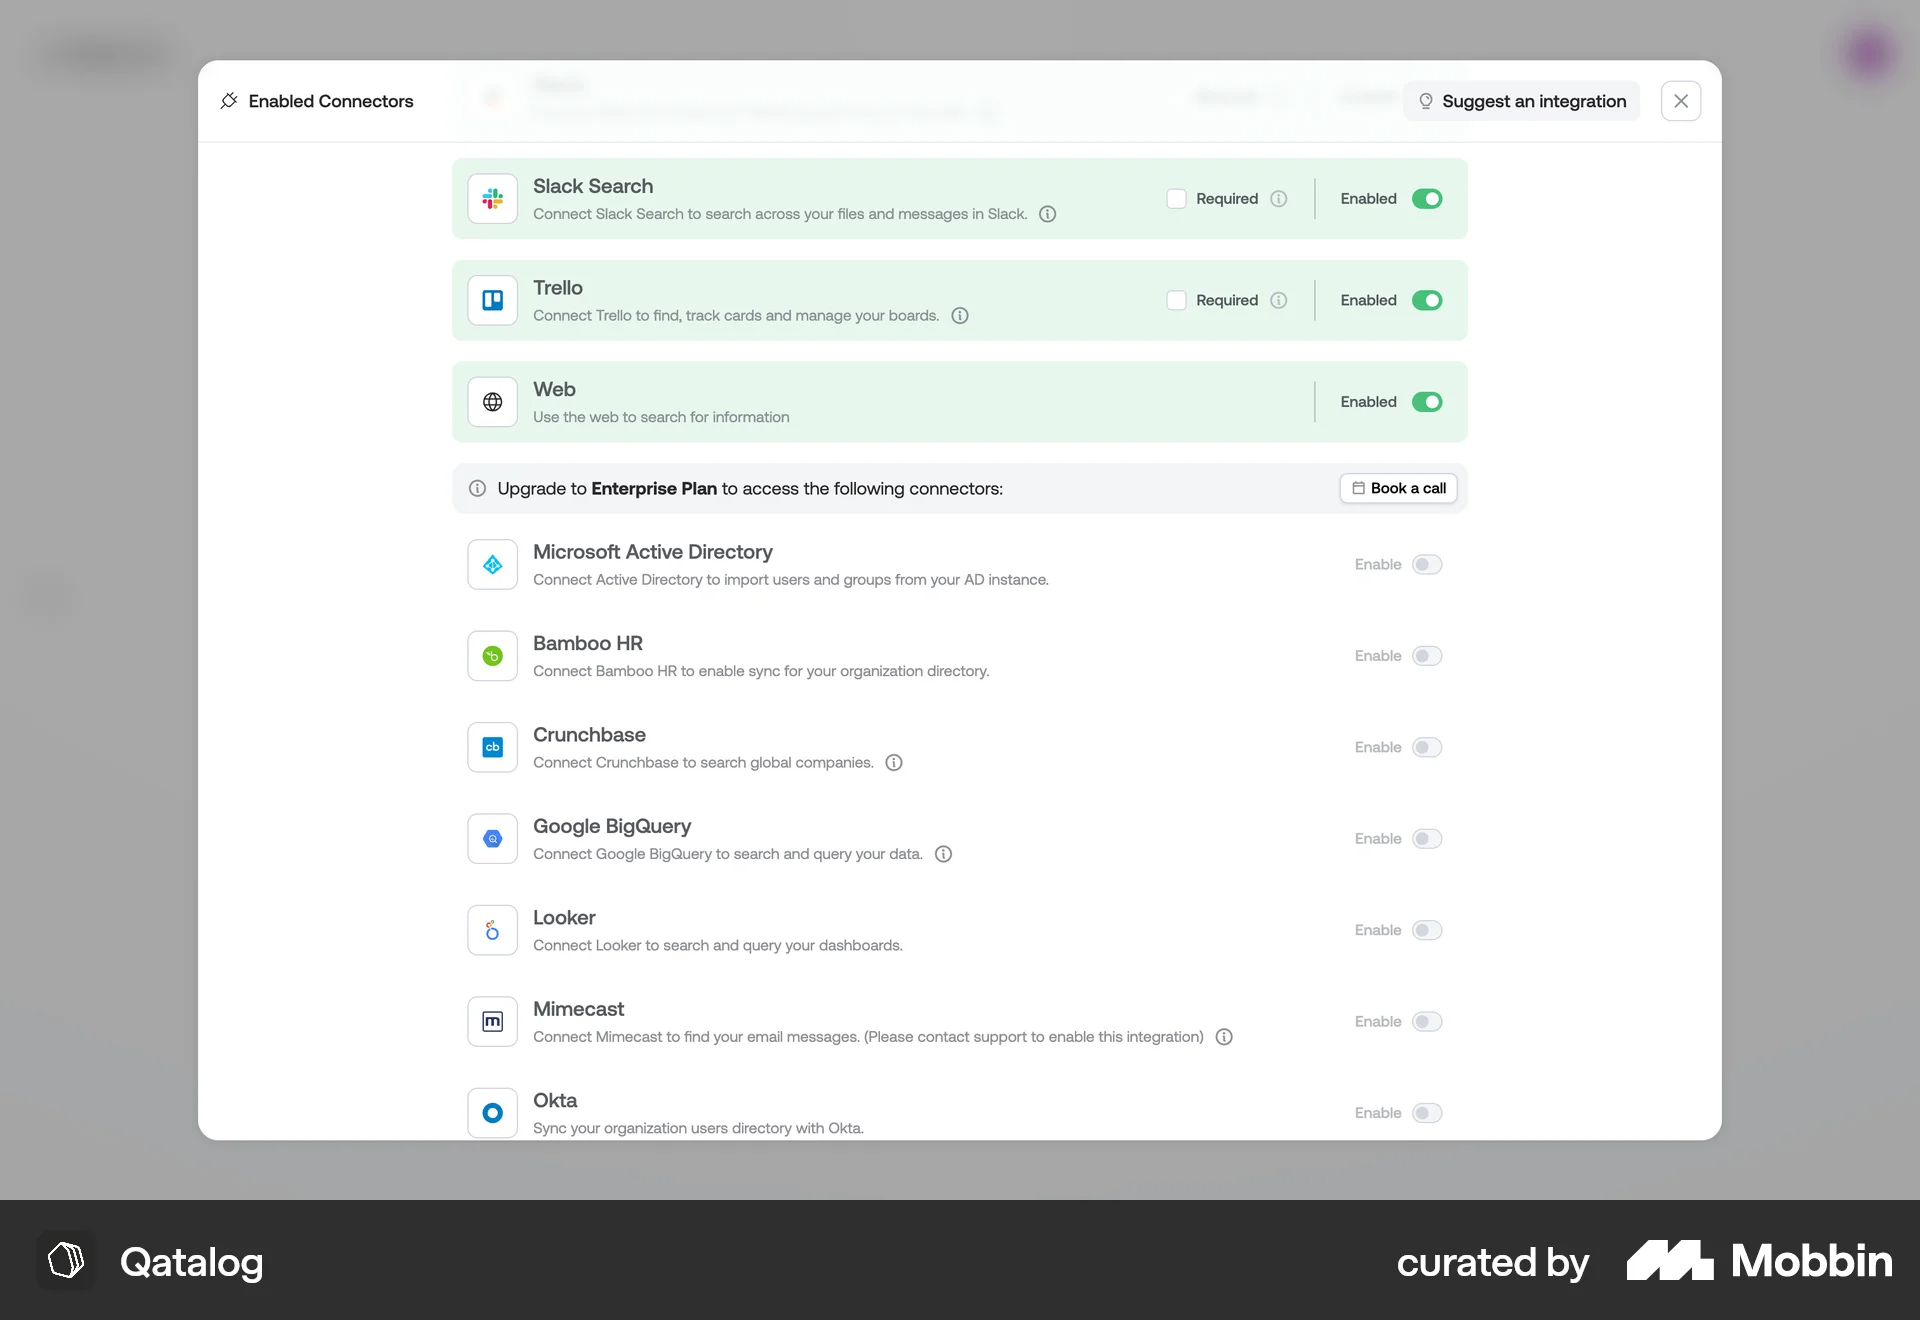 Enabled Connectors
Suggest an integration
Slack Search
Connect Slack Search to search across your files and messages in Slack.
Required
Enabled
Trello
Connect Trello to find, track cards and manage your boards.
Required
Enabled
Web
Use the web to search for information
Enabled
Upgrade to Enterprise Plan to access the following connectors:
Book a call
Microsoft Active Directory
Connect Active Directory to import users and groups from your AD instance.
Enable
Bamboo HR
Connect Bamboo HR to enable sync for your organization directory.
Enable
cb
Crunchbase
Connect Crunchbase to search global companies.
Enable
Google BigQuery
Connect Google BigQuery to search and query your data.
Enable
Looker
Connect Looker to search and query your dashboards.
Enable
m
Mimecast
Connect Mimecast to find your email messages. (Please contact support to enable this integration)
Enable
Okta
Sync your organization users directory with Okta.
Enable
Qatalog
curated by
Mobbin